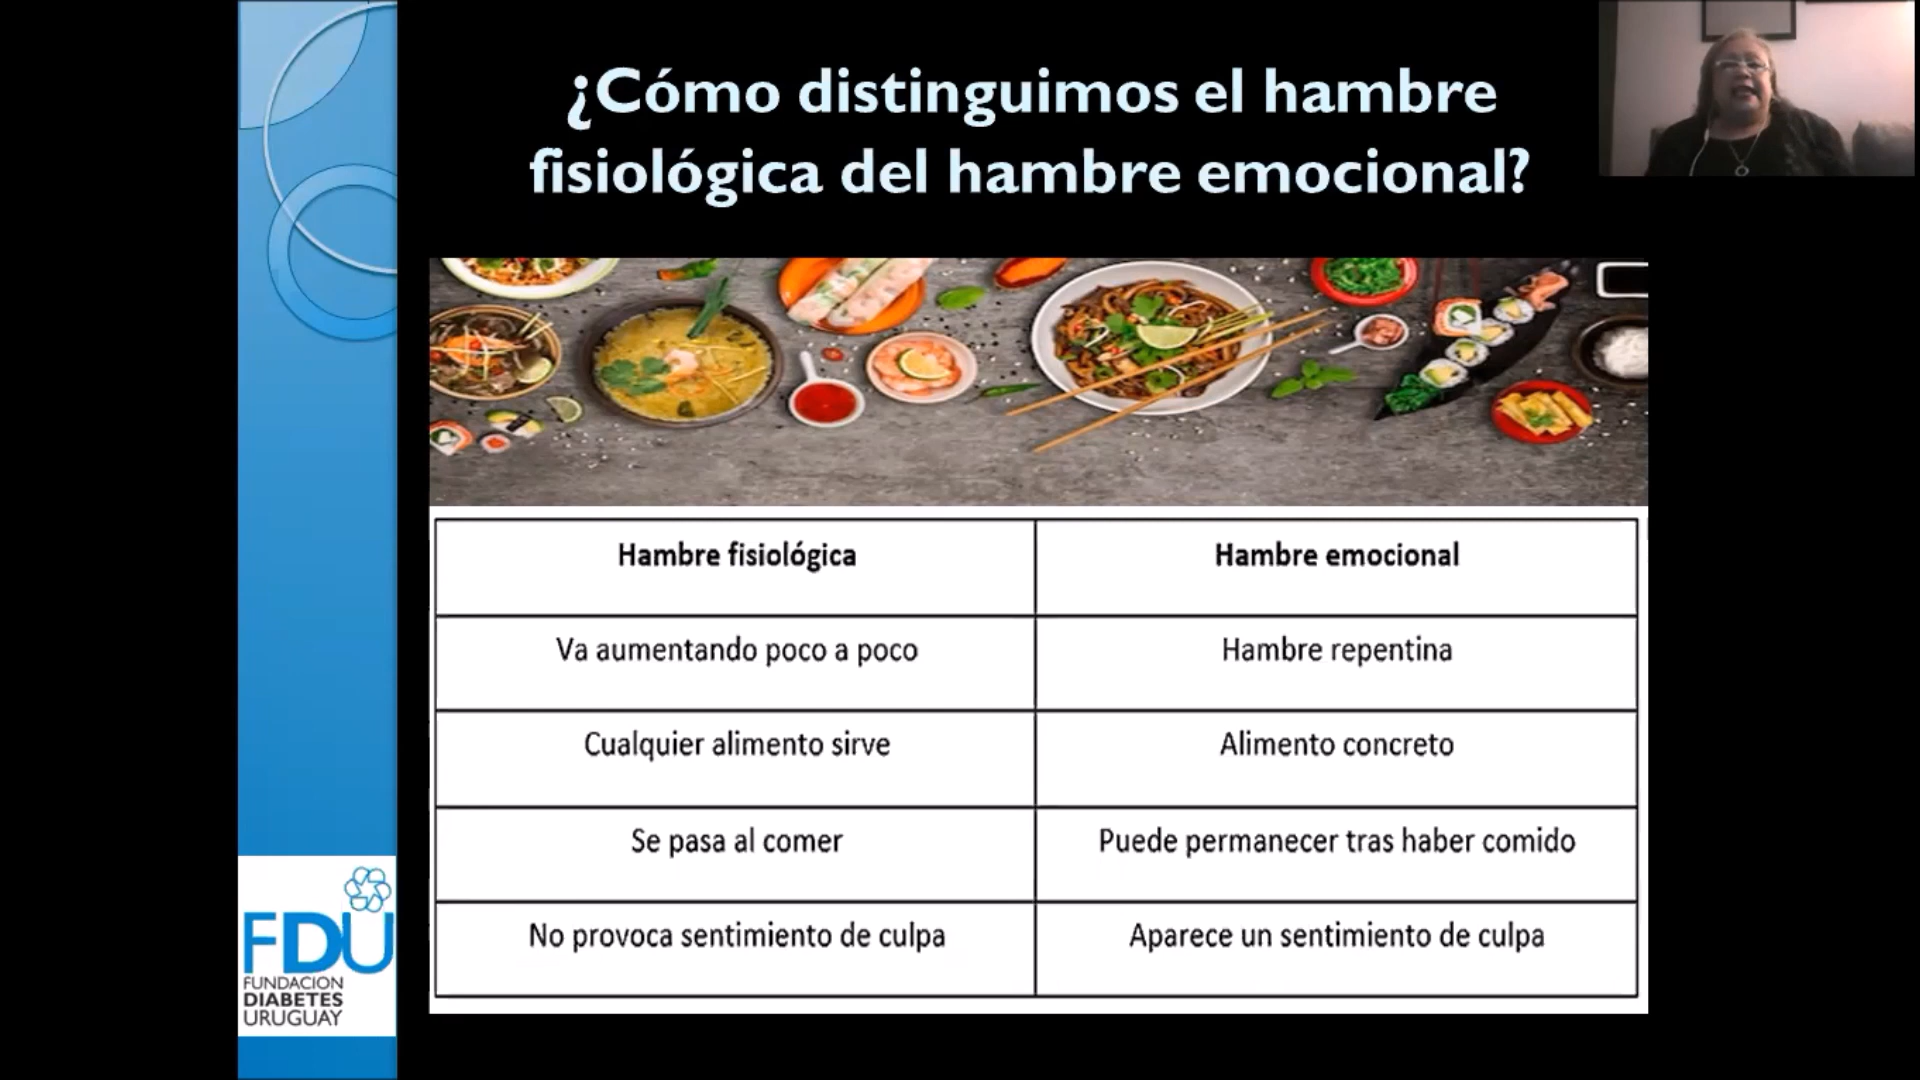 ¿Cómo distinguimos el hambre
fisiológica del hambre emocional?
Hambre fisiológica
Hambre emocional
Va aumentando poco a poco
Hambre repentina
Cualquier alimento sirve
Alimento concreto
Se pasa al comer
Puede permanecer tras haber comido
No provoca sentimiento de culpa
Aparece un sentimiento de culpa
FDU
FUNDACION
DIABETES
URUGUAY